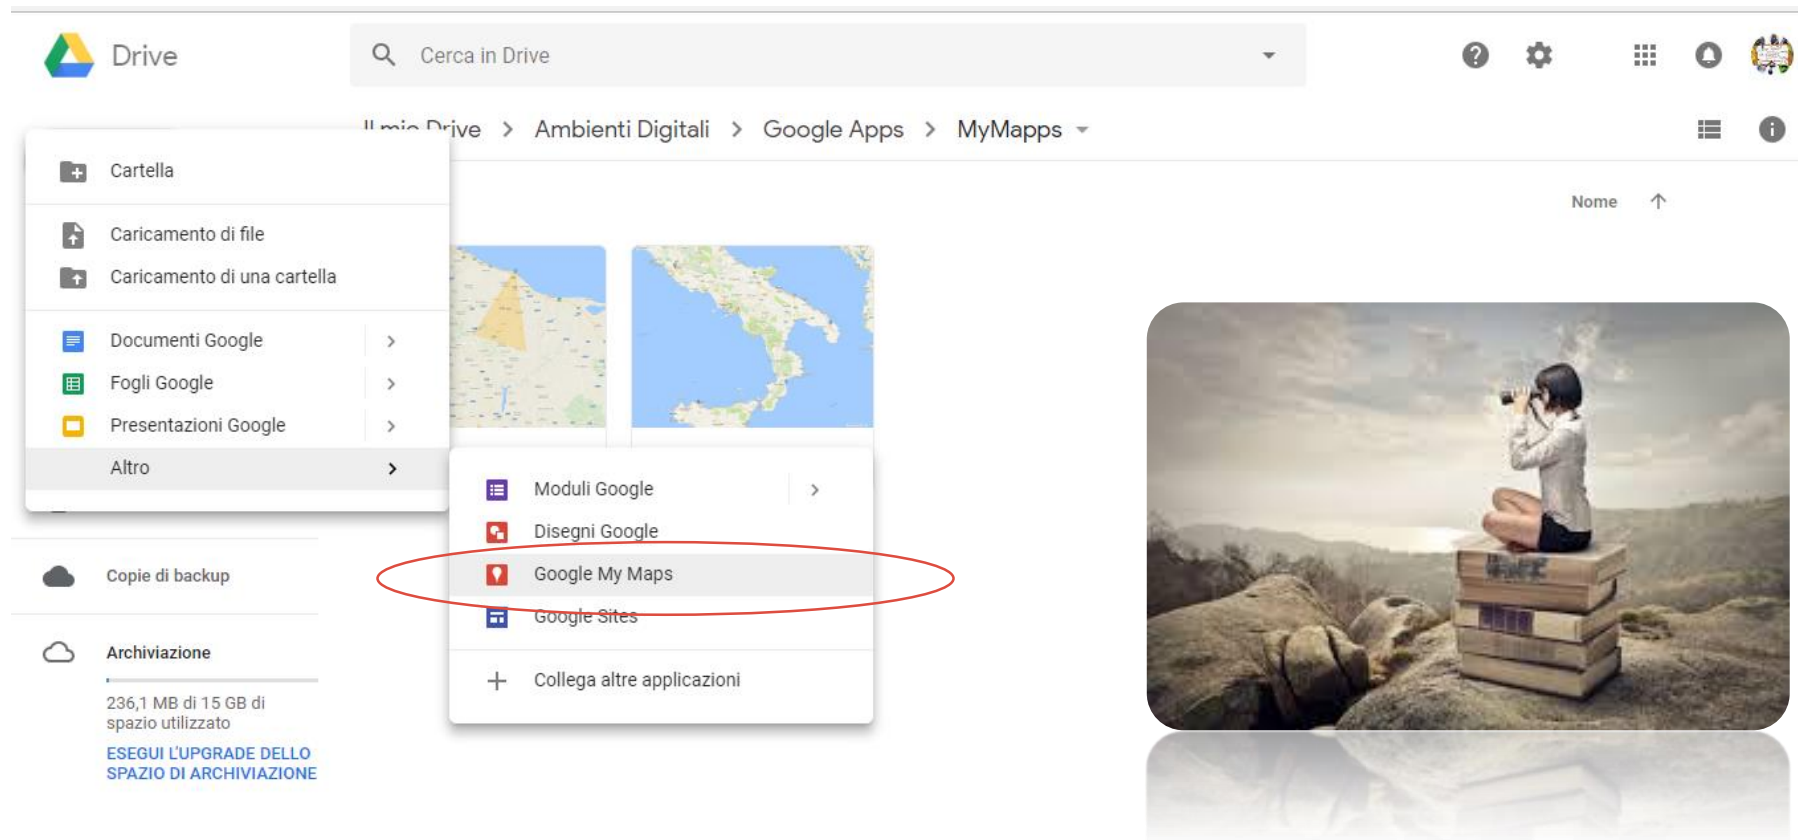 Drive
Cerca in Drive
Il mio Drive > Ambienti Digitali > Google Apps > MyMapps
Cartella
Nome
Caricamento di file
Caricamento di una cartella
Documenti Google
Fogli Google
Presentazioni Google
Altro
Moduli Google
Disegni Google
Google My Maps
Google Sites
Collega altre applicazioni
Copie di backup
Archiviazione
236,1 MB di 15 GB di
spazio utilizzato
ESEGUI L'UPGRADE DELLO
SPAZIO DI ARCHIVIAZIONE